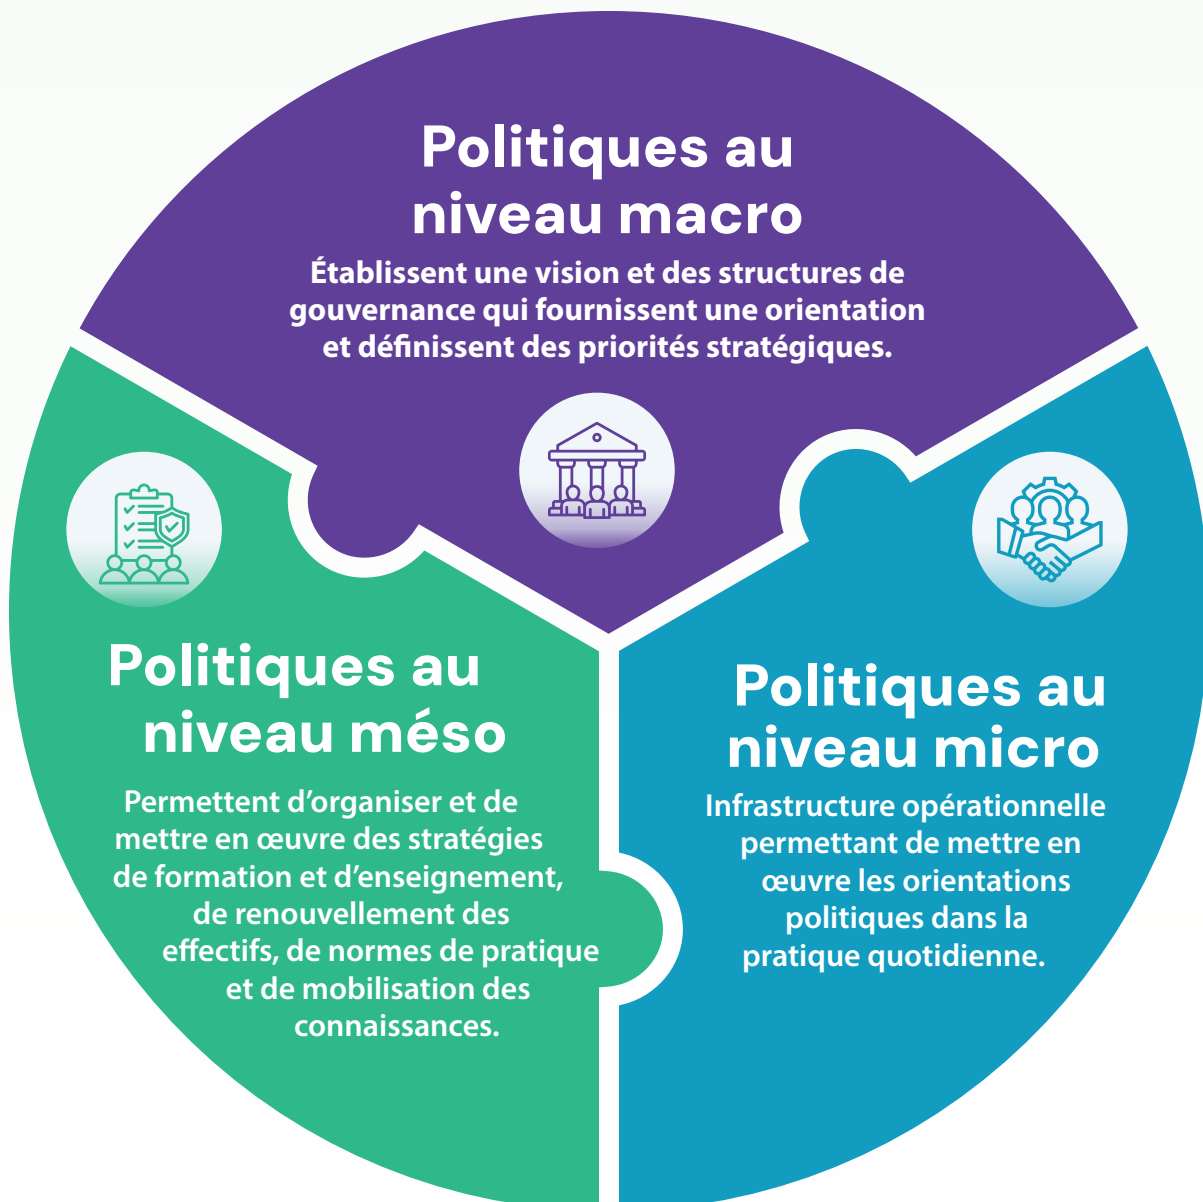 Politiques au
niveau macro
Établissent une vision et des structures de
gouvernance qui fournissent une orientation
et définissent des priorités stratégiques.
Politiques au
niveau méso
Permettent d’organiser et de
mettre en œuvre des stratégies
de formation et d’enseignement,
de renouvellement des
effectifs, de normes de pratique
et de mobilisation des
connaissances.
Politiques au
niveau micro
Infrastructure opérationnelle
permettant de mettre en
œuvre les orientations
politiques dans la
pratique quotidienne.